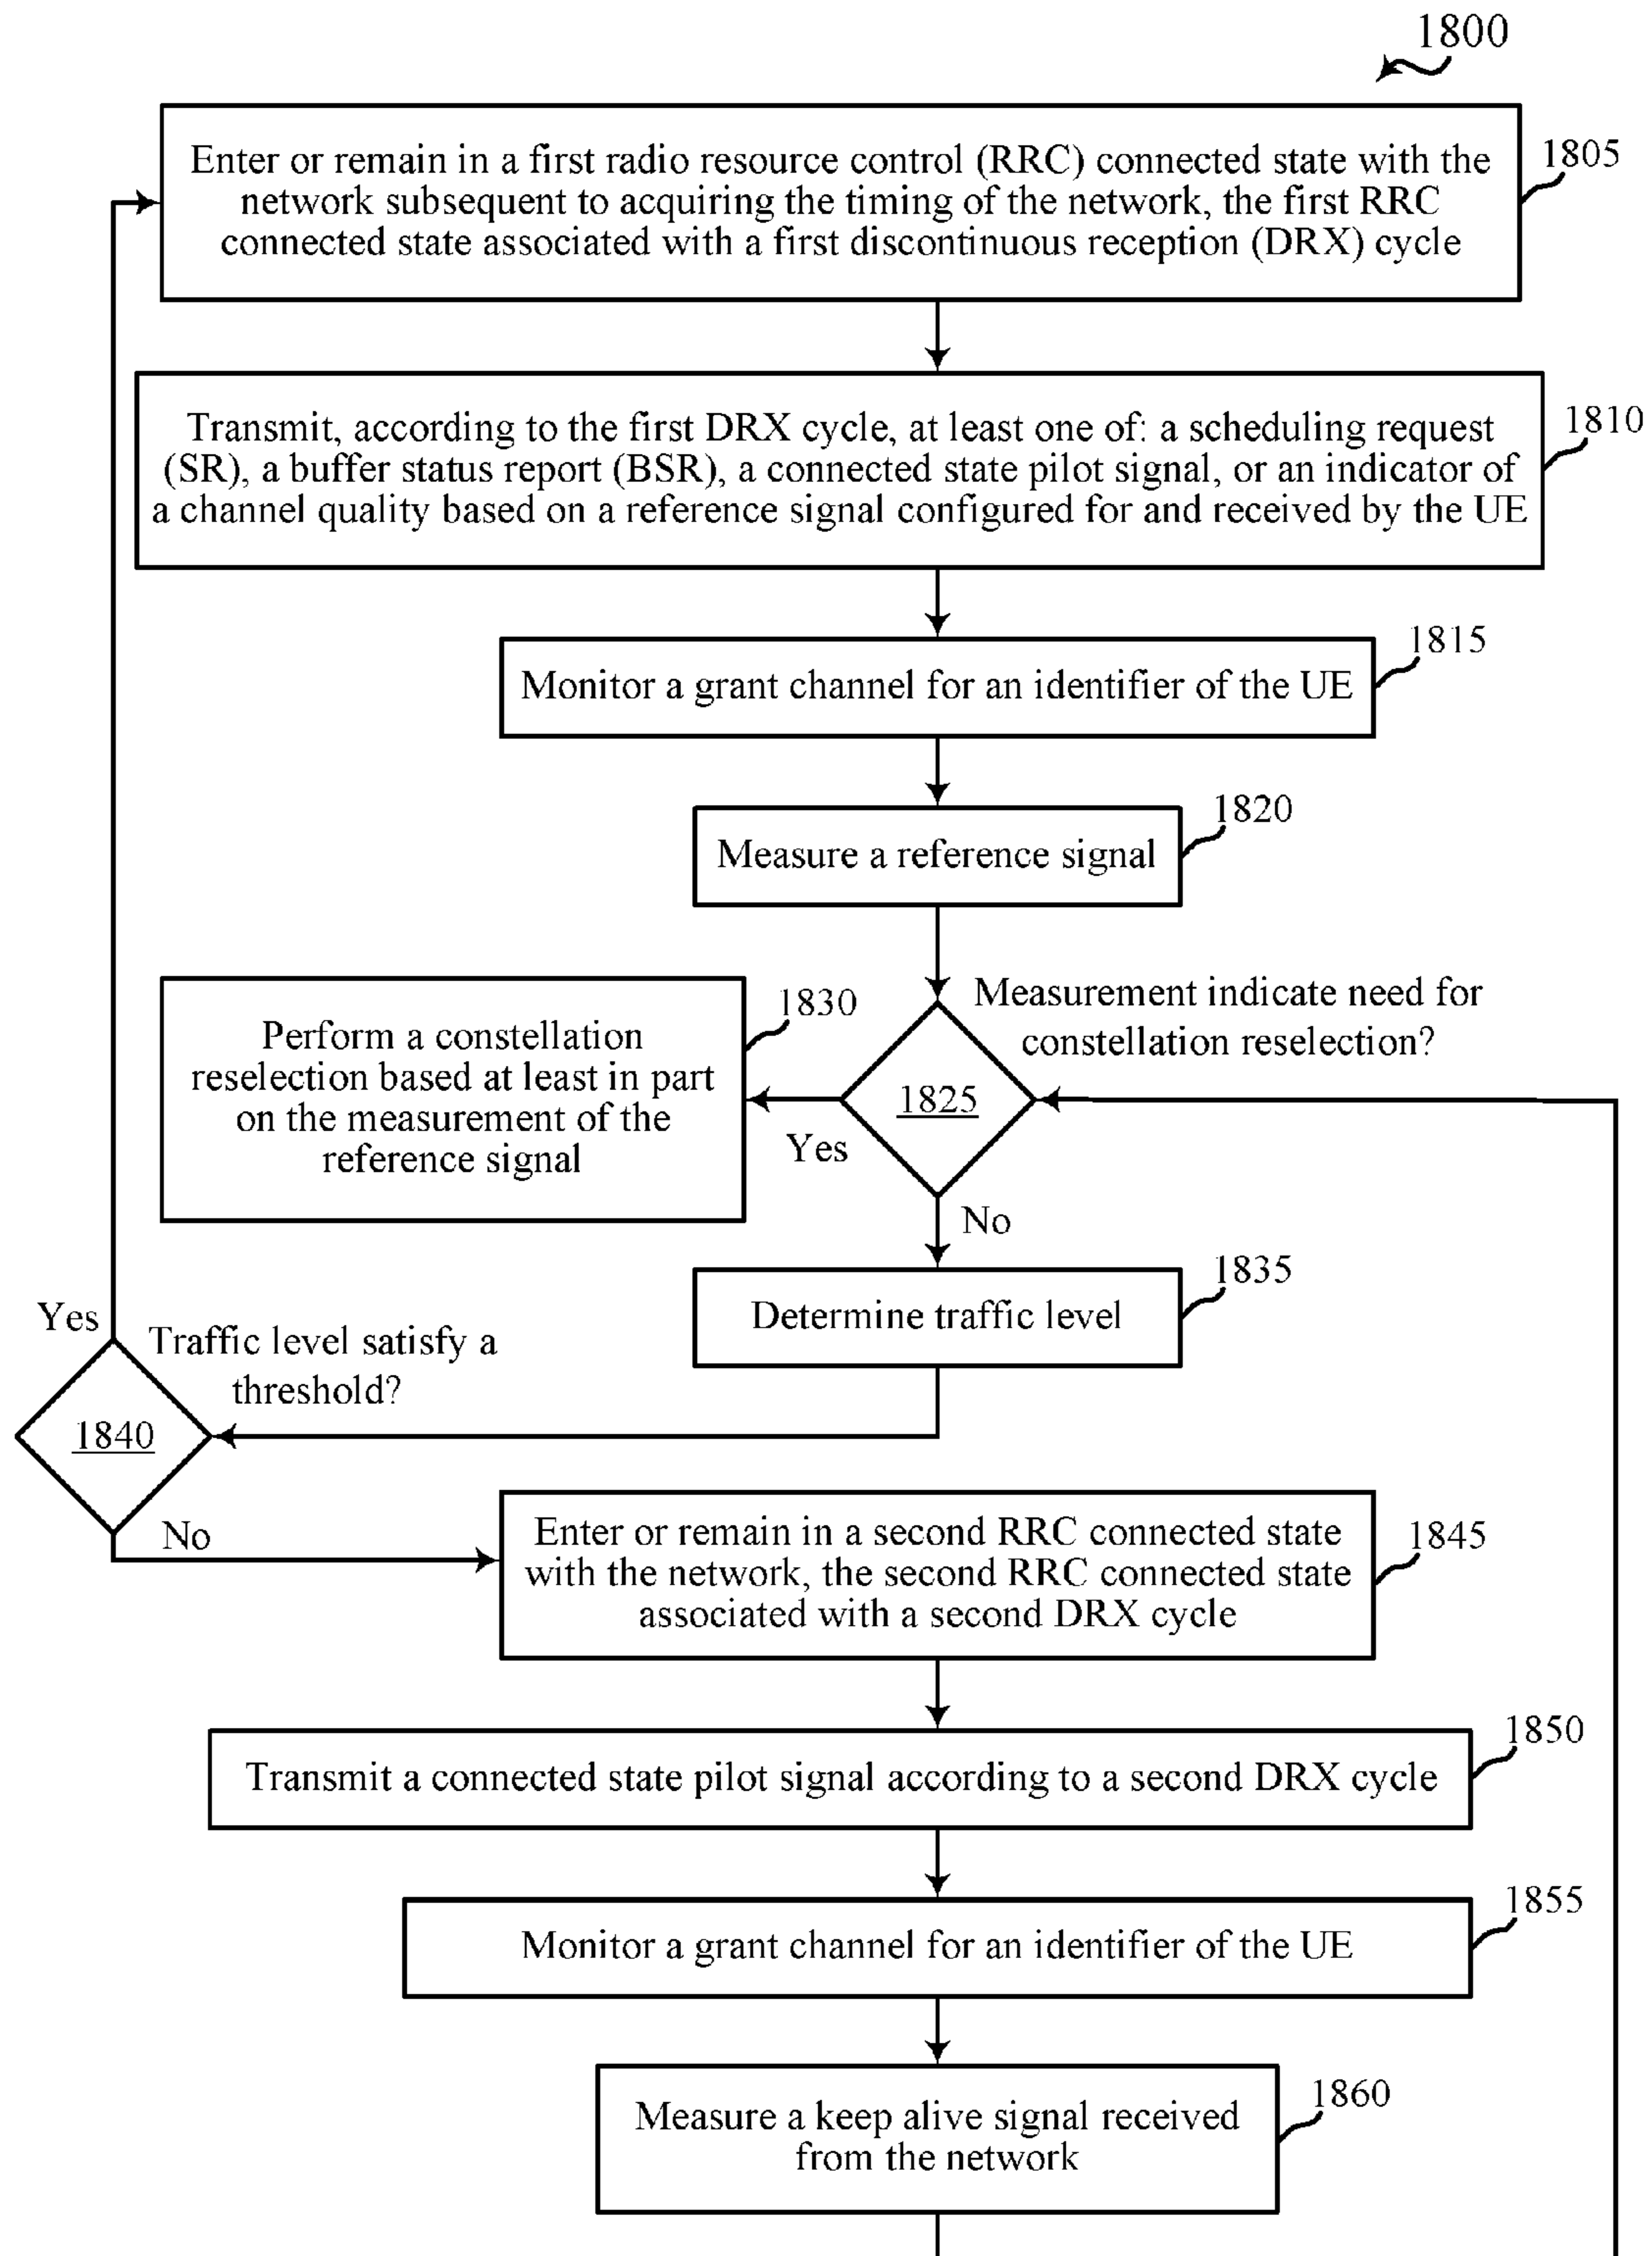 1800
Enter or remain in a first radio resource control (RRC) connected state with the
network subsequent to acquiring the timing of the network, the first RRC
connected state associated with a first discontinuous reception (DRX) cycle
1805
Transmit, according to the first DRX cycle, at least one of: a scheduling request
(SR), a buffer status report (BSR), a connected state pilot signal, or an indicator of
a channel quality based on a reference signal configured for and received by the UE
1810
Monitor a grant channel for an identifier of the UE
1815
Measure a reference signal
1820
Measurement indicate need for
constellation reselection?
1825
Yes
No
Perform a constellation
reselection based at least in part
on the measurement of the
reference signal
1830
Determine traffic level
1835
Yes
Traffic level satisfy a
threshold?
1840
No
Enter or remain in a second RRC connected state
with the network, the second RRC connected state
associated with a second DRX cycle
1845
Transmit a connected state pilot signal according to a second DRX cycle
1850
Monitor a grant channel for an identifier of the UE
1855
Measure a keep alive signal received
from the network
1860